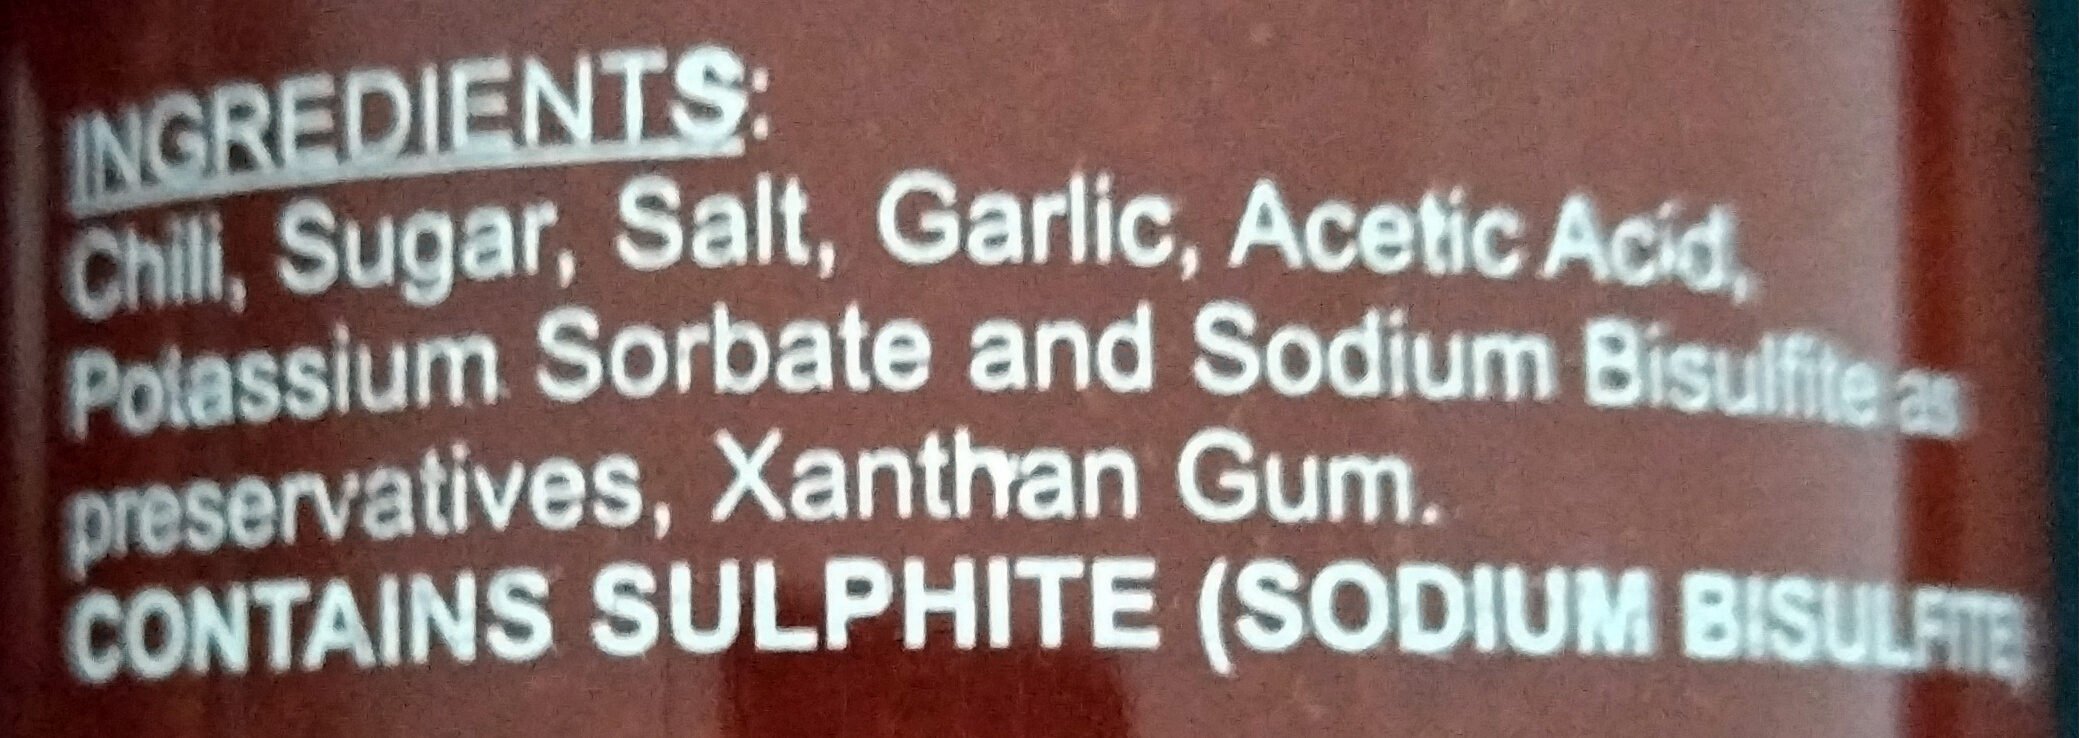 INGREDIENTS:
Chili, Sugar, Salt, Garlic, Acetic Acid,
Potassium Sorbate and Sodium Bisulfite as
preservatives, Xanthan Gum.
CONTAINS SULPHITE (SODIUM BISULFITE)